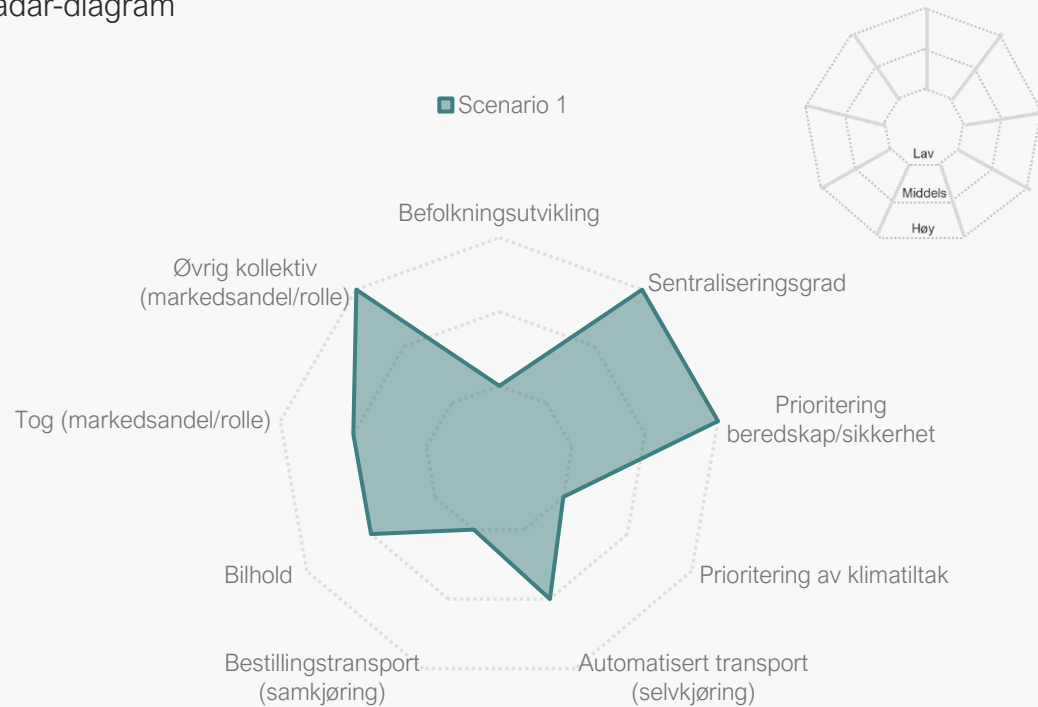 adar-diagram
Scenario 1
Lav
Middels
Høy
Befolkningsutvikling
Sentraliseringsgrad
Prioritering
beredskap/sikkerhet
Prioritering av klimatiltak
Automatisert transport
(selvkjøring)
Bestillingstransport
(samkjøring)
Bilhold
Tog (markedsandel/rolle)
Øvrig kollektiv
(markedsandel/rolle)